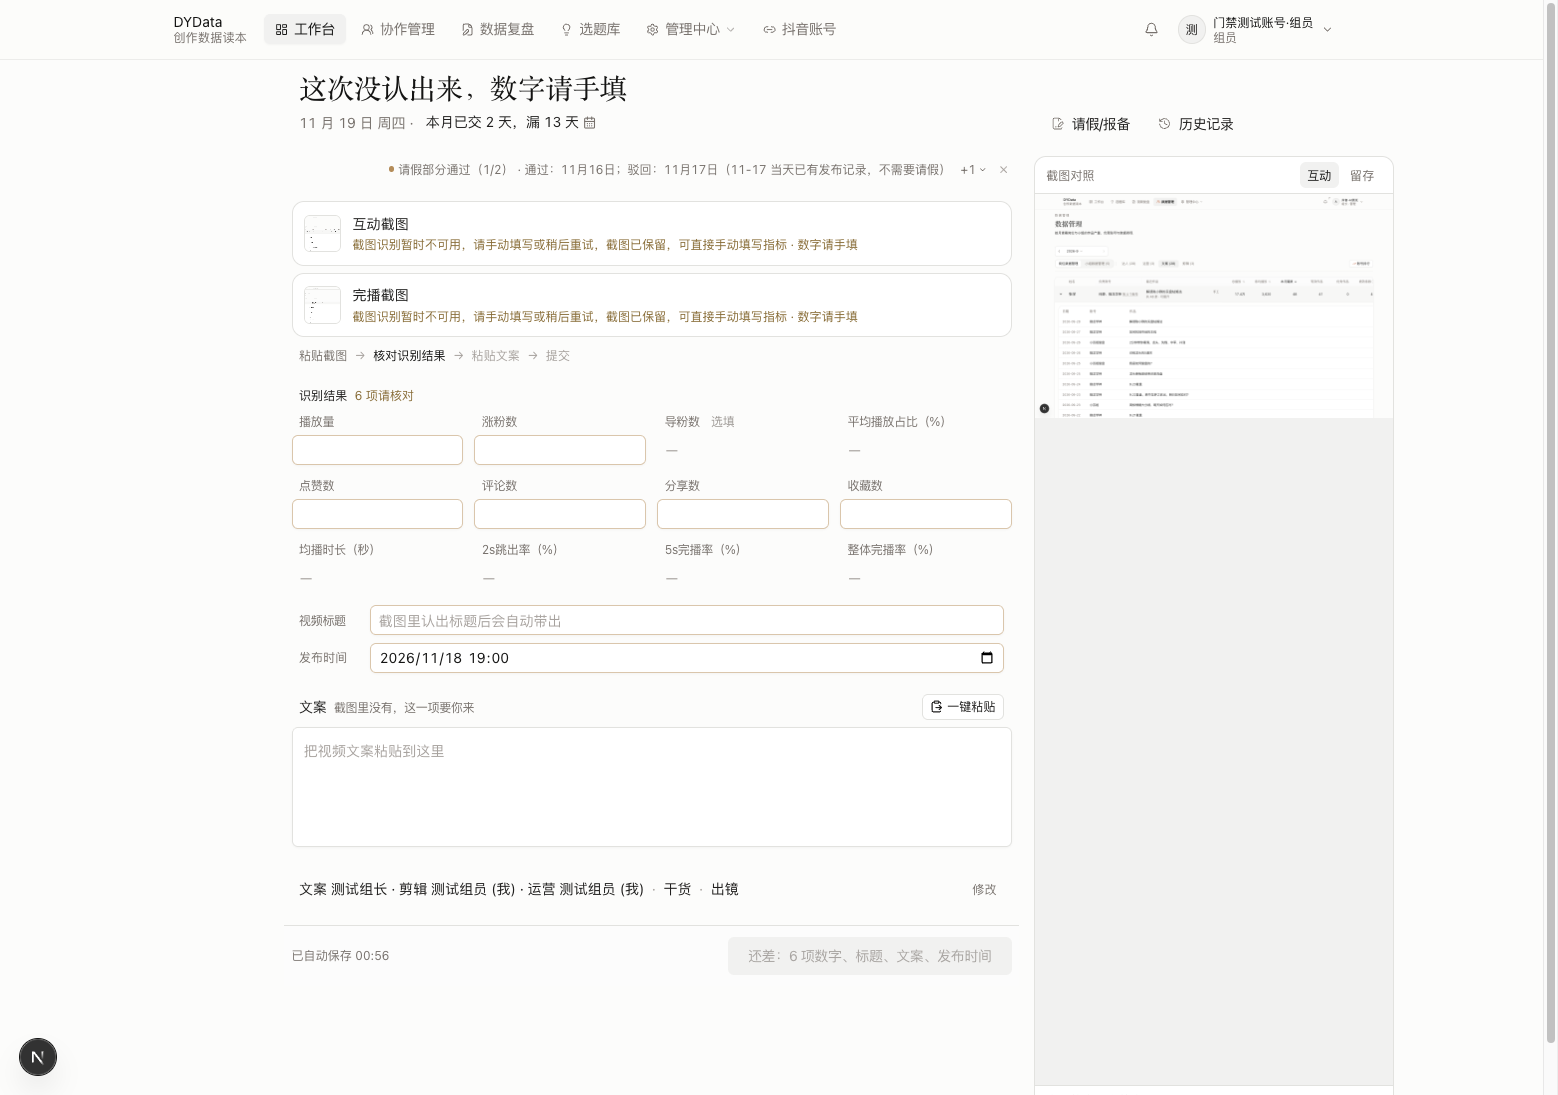 DYData
创作数据读本
工作台
协作管理
数据复盘
选题库
管理中心
抖音账号
测
门禁测试账号·组员
组员
这次没认出来，数字请手填
11 月 19 日 周四 · 本月已交 2 天，漏 13 天
请假/报备
历史记录
请假部分通过（1/2） · 通过：11月16日；驳回：11月17日（11-17 当天已有发布记录，不需要请假） +1
互动截图
截图识别暂时不可用，请手动填写或稍后重试，截图已保留，可直接手动填写指标 · 数字请手填
完播截图
截图识别暂时不可用，请手动填写或稍后重试，截图已保留，可直接手动填写指标 · 数字请手填
粘贴截图 → 核对识别结果 → 粘贴文案 → 提交
识别结果 6 项请核对
播放量 涨粉数 导粉数 选填 平均播放占比（%）
— —
点赞数 评论数 分享数 收藏数
均播时长（秒） 2s跳出率（%） 5s完播率（%） 整体完播率（%）
— — — —
视频标题 截图里认出标题后会自动带出
发布时间 2026/11/18 19:00
文案 截图里没有，这一项要你来 一键粘贴
把视频文案粘贴到这里
文案 测试组长 · 剪辑 测试组员 (我) · 运营 测试组员 (我) · 干货 · 出镜 修改
已自动保存 00:56
还差：6 项数字、标题、文案、发布时间
截图对照 互动 留存
DYData
数据管理
N